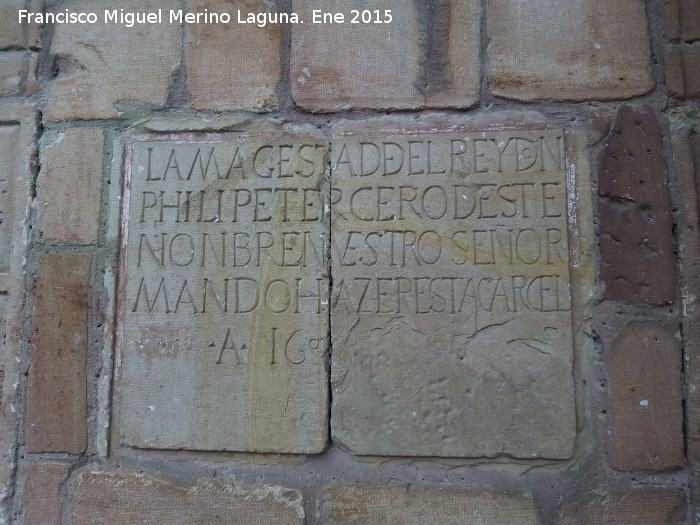 Francisco Miguel Merino Laguna. Ene 2015
LA MAGESTAD DEL REY DN
PHILIPE TERCERO DESTE
NONBRE NVESTRO SEÑOR
MANDO HAZER ESTA CARCEL
·A· 16